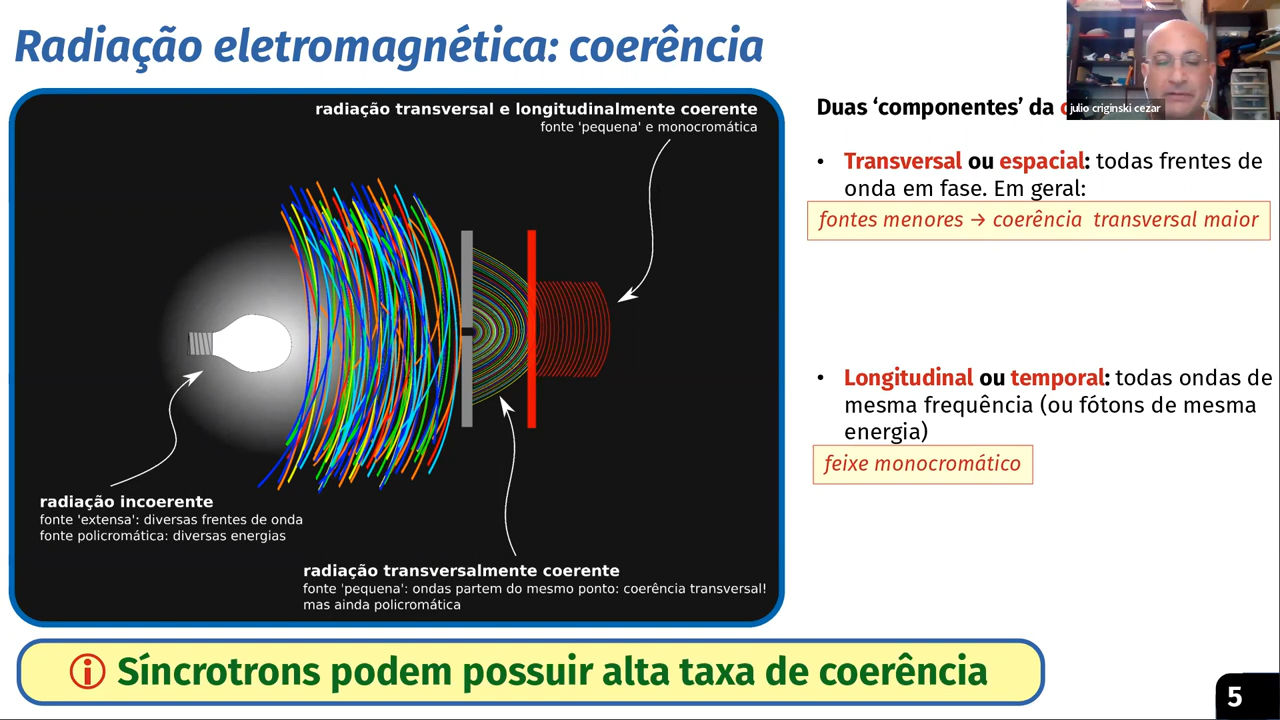 Radiação eletromagnética: coerência
radiação transversal e longitudinalmente coerente
fonte 'pequena' e monocromática
radiação incoerente
fonte 'extensa': diversas frentes de onda
fonte policromática: diversas energias
radiação transversalmente coerente
fonte 'pequena': ondas partem do mesmo ponto: coerência transversal!
mas ainda policromática
julio criginski cezar
Duas ‘componentes’ da
• Transversal ou espacial: todas frentes de
onda em fase. Em geral:
fontes menores → coerência transversal maior
• Longitudinal ou temporal: todas ondas de
mesma frequência (ou fótons de mesma
energia)
feixe monocromático
Síncrotrons podem possuir alta taxa de coerência
5